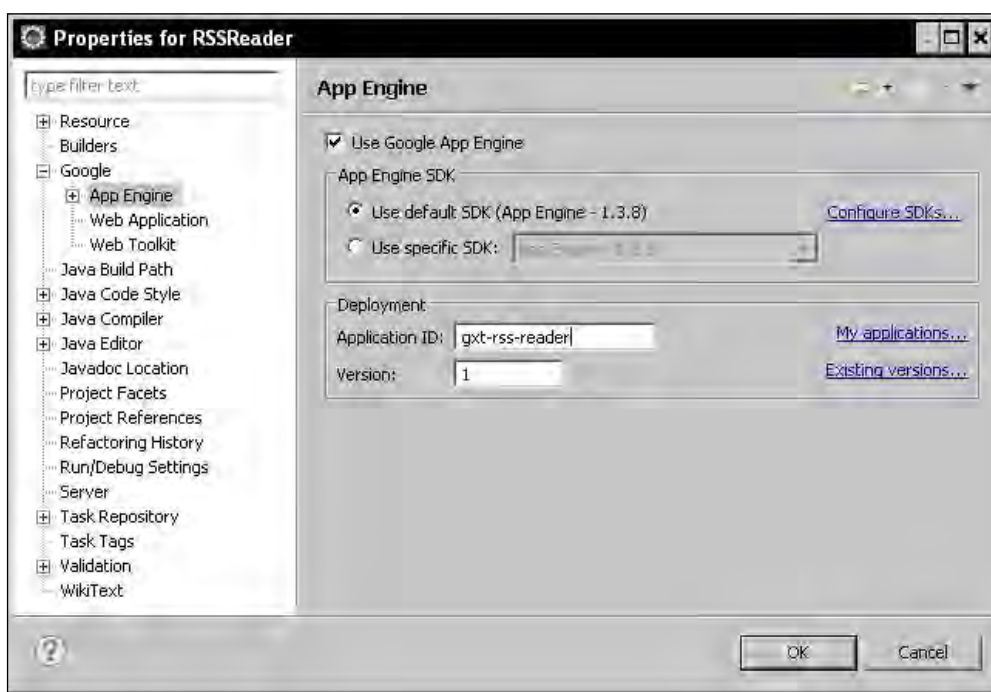 Properties for RSSReader
type filter text
Resource
Builders
Google
App Engine
Web Application
Web Toolkit
Java Build Path
Java Code Style
Java Compiler
Java Editor
Javadoc Location
Project Facets
Project References
Refactoring History
Run/Debug Settings
Server
Task Repository
Task Tags
Validation
WikiText
App Engine
Use Google App Engine
App Engine SDK
Use default SDK (App Engine - 1.3.8)
Configure SDKs...
Use specific SDK:
Deployment
Application ID: gxt-rss-reader
My applications...
Version: 1
Existing versions...
OK
Cancel